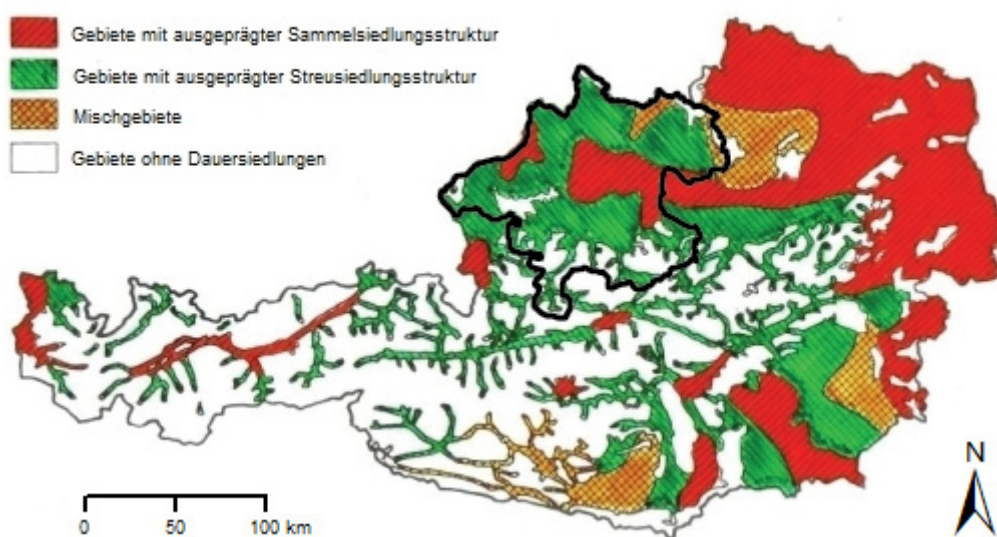 Gebiete mit ausgeprägter Sammelsiedlungsstruktur
Gebiete mit ausgeprägter Streusiedlungsstruktur
Mischgebiete
Gebiete ohne Dauersiedlungen
N
0 50 100 km